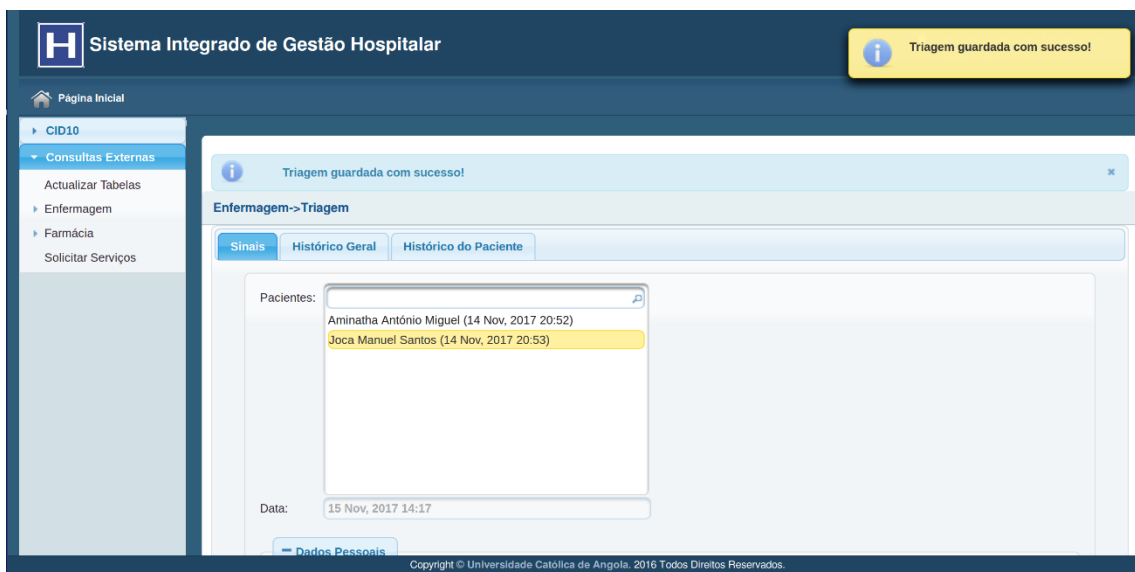 H Sistema Integrado de Gestão Hospitalar
Triagem guardada com sucesso!
Página Inicial
CID10
Consultas Externas
Actualizar Tabelas
Enfermagem
Farmácia
Solicitar Serviços
Triagem guardada com sucesso!
Enfermagem->Triagem
Sinais Histórico Geral Histórico do Paciente
Pacientes:
Aminatha António Miguel (14 Nov, 2017 20:52)
Joca Manuel Santos (14 Nov, 2017 20:53)
Data: 15 Nov, 2017 14:17
Dados Pessoais
Copyright © Universidade Católica de Angola. 2016 Todos Direitos Reservados.